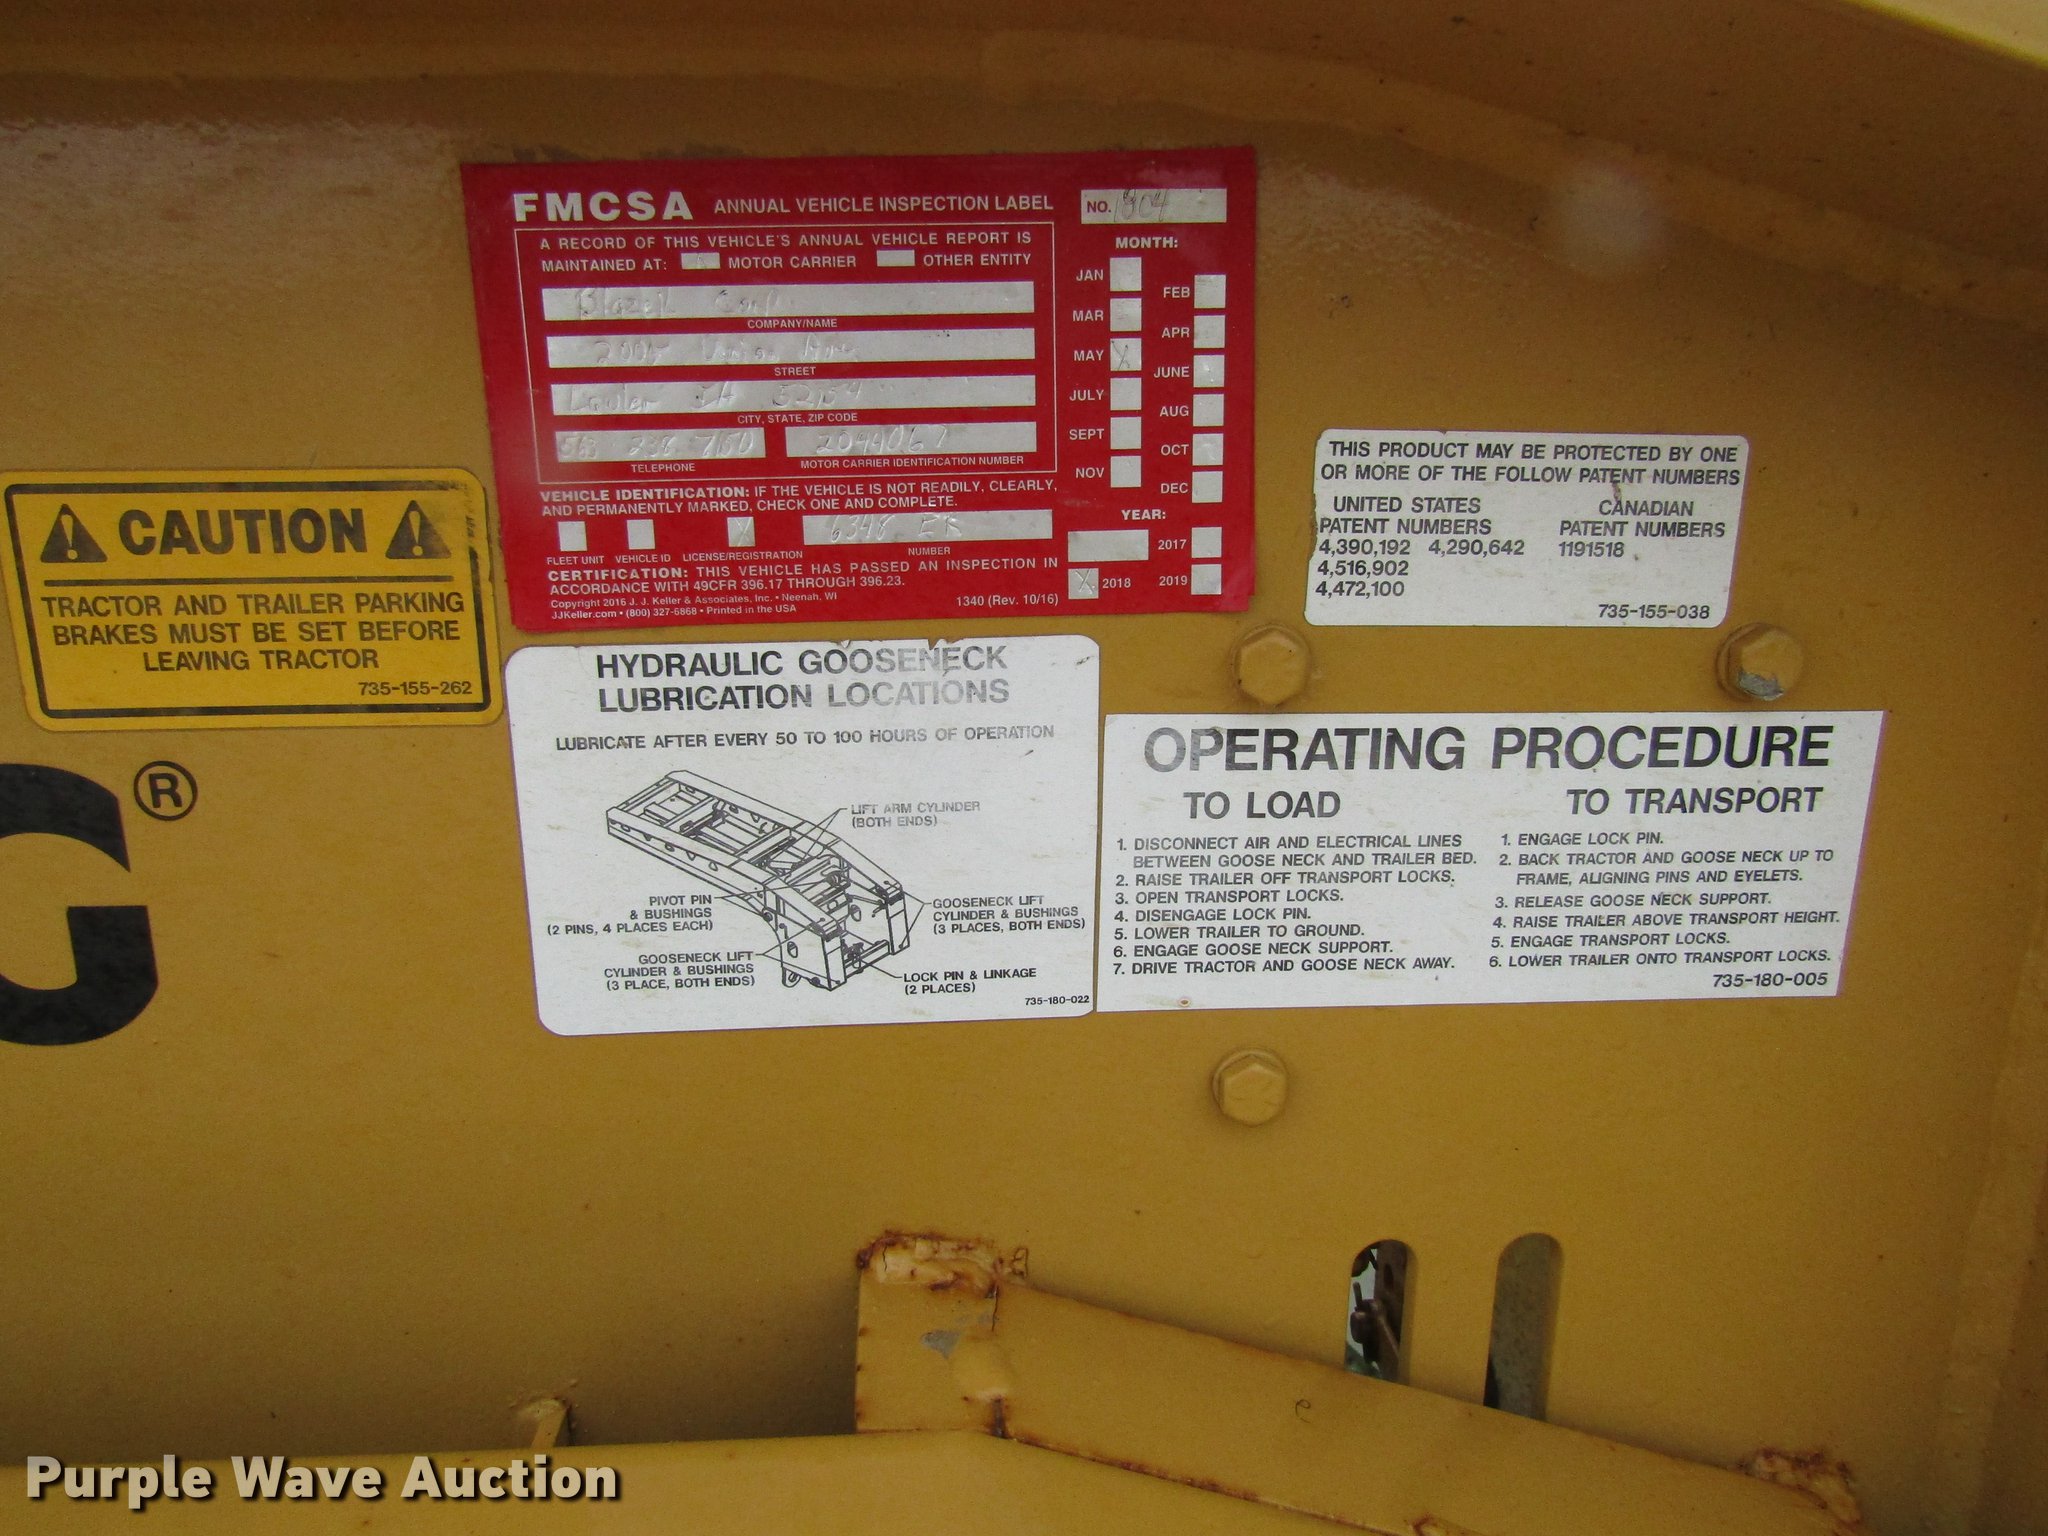 FMCSA ANNUAL VEHICLE INSPECTION LABEL
NO. 1804
A RECORD OF THIS VEHICLE'S ANNUAL VEHICLE REPORT IS
MAINTAINED AT: MOTOR CARRIER OTHER ENTITY
Corp.
COMPANY/NAME
STREET
Lawler IA 52154
CITY, STATE, ZIP CODE
563 238 7150 2044067
TELEPHONE MOTOR CARRIER IDENTIFICATION NUMBER
VEHICLE IDENTIFICATION: IF THE VEHICLE IS NOT READILY, CLEARLY,
AND PERMANENTLY MARKED, CHECK ONE AND COMPLETE.
X 6348 ER
FLEET UNIT VEHICLE ID LICENSE/REGISTRATION NUMBER
CERTIFICATION: THIS VEHICLE HAS PASSED AN INSPECTION IN
ACCORDANCE WITH 49CFR 396.17 THROUGH 396.23.
Copyright 2016 J. J. Keller & Associates, Inc. • Neenah, WI
JJKeller.com • (800) 327-6868 • Printed in the USA
1340 (Rev. 10/16)
MONTH:
JAN
FEB
MAR
APR
MAY X
JUNE
JULY
AUG
SEPT
OCT
NOV
DEC
YEAR:
2017
X 2018 2019
THIS PRODUCT MAY BE PROTECTED BY ONE
OR MORE OF THE FOLLOW PATENT NUMBERS
UNITED STATES
PATENT NUMBERS
4,390,192 4,290,642
4,516,902
4,472,100
CANADIAN
PATENT NUMBERS
1191518
735-155-038
CAUTION
TRACTOR AND TRAILER PARKING
BRAKES MUST BE SET BEFORE
LEAVING TRACTOR
735-155-262
G®
HYDRAULIC GOOSENECK
LUBRICATION LOCATIONS
LUBRICATE AFTER EVERY 50 TO 100 HOURS OF OPERATION
LIFT ARM CYLINDER
(BOTH ENDS)
PIVOT PIN
& BUSHINGS
(2 PINS, 4 PLACES EACH)
GOOSENECK LIFT
CYLINDER & BUSHINGS
(3 PLACES, BOTH ENDS)
GOOSENECK LIFT
CYLINDER & BUSHINGS
(3 PLACE, BOTH ENDS)
LOCK PIN & LINKAGE
(2 PLACES)
735-180-022
OPERATING PROCEDURE
TO LOAD
1. DISCONNECT AIR AND ELECTRICAL LINES
BETWEEN GOOSE NECK AND TRAILER BED.
2. RAISE TRAILER OFF TRANSPORT LOCKS.
3. OPEN TRANSPORT LOCKS.
4. DISENGAGE LOCK PIN.
5. LOWER TRAILER TO GROUND.
6. ENGAGE GOOSE NECK SUPPORT.
7. DRIVE TRACTOR AND GOOSE NECK AWAY.
TO TRANSPORT
1. ENGAGE LOCK PIN.
2. BACK TRACTOR AND GOOSE NECK UP TO
FRAME, ALIGNING PINS AND EYELETS.
3. RELEASE GOOSE NECK SUPPORT.
4. RAISE TRAILER ABOVE TRANSPORT HEIGHT.
5. ENGAGE TRANSPORT LOCKS.
6. LOWER TRAILER ONTO TRANSPORT LOCKS.
735-180-005
Purple Wave Auction